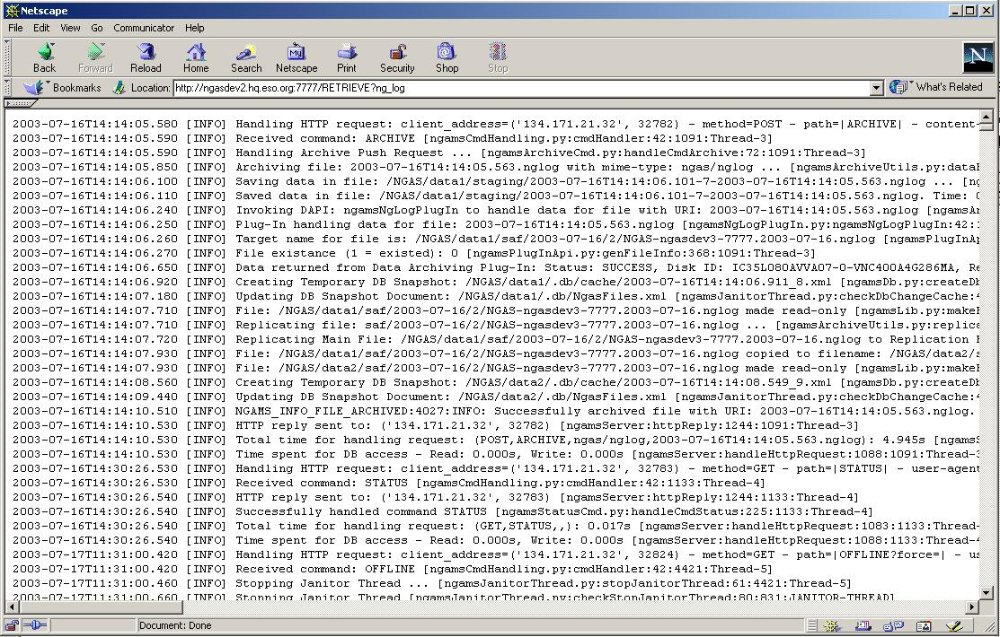 Netscape
File Edit View Go Communicator Help
Back Forward Reload Home Search Netscape Print Security Shop Stop
My
N
Bookmarks Location: http://ngasdev2.hq.eso.org:7777/RETRIEVE?ng_log What's Related
2003-07-16T14:14:05.580 [INFO] Handling HTTP request: client_address=('134.171.21.32', 32782) - method=POST - path=|ARCHIVE| - content-
2003-07-16T14:14:05.590 [INFO] Received command: ARCHIVE [ngamsCmdHandling.py:cmdHandler:42:1091:Thread-3]
2003-07-16T14:14:05.590 [INFO] Handling Archive Push Request ... [ngamsArchiveCmd.py:handleCmdArchive:72:1091:Thread-3]
2003-07-16T14:14:05.850 [INFO] Archiving file: 2003-07-16T14:14:05.563.nglog with mime-type: ngas/nglog ... [ngamsArchiveUtils.py:dataH
2003-07-16T14:14:06.100 [INFO] Saving data in file: /NGAS/data1/staging/2003-07-16T14:14:06.101-7-2003-07-16T14:14:05.563.nglog ... [ng
2003-07-16T14:14:06.110 [INFO] Saved data in file: /NGAS/data1/staging/2003-07-16T14:14:06.101-7-2003-07-16T14:14:05.563.nglog. Time: 0
2003-07-16T14:14:06.240 [INFO] Invoking DAPI: ngamsNgLogPlugIn to handle data for file with URI: 2003-07-16T14:14:05.563.nglog [ngamsAr
2003-07-16T14:14:06.250 [INFO] Plug-In handling data for file: 2003-07-16T14:14:05.563.nglog [ngamsNgLogPlugIn.py:ngamsNgLogPlugIn:42:1
2003-07-16T14:14:06.260 [INFO] Target name for file is: /NGAS/data1/saf/2003-07-16/2/NGAS-ngasdev3-7777.2003-07-16.nglog [ngamsPlugInAp
2003-07-16T14:14:06.270 [INFO] File existance (1 = existed): 0 [ngamsPlugInApi.py:genFileInfo:368:1091:Thread-3]
2003-07-16T14:14:06.650 [INFO] Data returned from Data Archiving Plug-In: Status: SUCCESS, Disk ID: IC35L080AVVA07-0-VNC400A4G286MA, Re
2003-07-16T14:14:06.920 [INFO] Creating Temporary DB Snapshot: /NGAS/data1/.db/cache/2003-07-16T14:14:06.911_8.xml [ngamsDb.py:createDb
2003-07-16T14:14:07.180 [INFO] Updating DB Snapshot Document: /NGAS/data1/.db/NgasFiles.xml [ngamsJanitorThread.py:checkDbChangeCache:4
2003-07-16T14:14:07.710 [INFO] File: /NGAS/data1/saf/2003-07-16/2/NGAS-ngasdev3-7777.2003-07-16.nglog made read-only [ngamsLib.py:makeF
2003-07-16T14:14:07.710 [INFO] Replicating file: saf/2003-07-16/2/NGAS-ngasdev3-7777.2003-07-16.nglog ... [ngamsArchiveUtils.py:replica
2003-07-16T14:14:07.720 [INFO] Replicating Main File: /NGAS/data1/saf/2003-07-16/2/NGAS-ngasdev3-7777.2003-07-16.nglog to Replication F
2003-07-16T14:14:07.930 [INFO] File: /NGAS/data1/saf/2003-07-16/2/NGAS-ngasdev3-7777.2003-07-16.nglog copied to filename: /NGAS/data2/s
2003-07-16T14:14:07.930 [INFO] File: /NGAS/data2/saf/2003-07-16/2/NGAS-ngasdev3-7777.2003-07-16.nglog made read-only [ngamsLib.py:makeF
2003-07-16T14:14:08.560 [INFO] Creating Temporary DB Snapshot: /NGAS/data2/.db/cache/2003-07-16T14:14:08.549_9.xml [ngamsDb.py:createDb
2003-07-16T14:14:09.440 [INFO] Updating DB Snapshot Document: /NGAS/data2/.db/NgasFiles.xml [ngamsJanitorThread.py:checkDbChangeCache:4
2003-07-16T14:14:10.510 [INFO] NGAMS_INFO_FILE_ARCHIVED:4027:INFO: Successfully archived file with URI: 2003-07-16T14:14:05.563.nglog.
2003-07-16T14:14:10.530 [INFO] HTTP reply sent to: ('134.171.21.32', 32782) [ngamsServer:httpReply:1244:1091:Thread-3]
2003-07-16T14:14:10.530 [INFO] Total time for handling request: (POST,ARCHIVE,ngas/nglog,2003-07-16T14:14:05.563.nglog): 4.945s [ngamsS
2003-07-16T14:14:10.530 [INFO] Time spent for DB access - Read: 0.000s, Write: 0.000s [ngamsServer:handleHttpRequest:1088:1091:Thread-3
2003-07-16T14:30:26.530 [INFO] Handling HTTP request: client_address=('134.171.21.32', 32783) - method=GET - path=|STATUS| - user-agent
2003-07-16T14:30:26.530 [INFO] Received command: STATUS [ngamsCmdHandling.py:cmdHandler:42:1133:Thread-4]
2003-07-16T14:30:26.540 [INFO] HTTP reply sent to: ('134.171.21.32', 32783) [ngamsServer:httpReply:1244:1133:Thread-4]
2003-07-16T14:30:26.540 [INFO] Successfully handled command STATUS [ngamsStatusCmd.py:handleCmdStatus:225:1133:Thread-4]
2003-07-16T14:30:26.540 [INFO] Total time for handling request: (GET,STATUS,,): 0.017s [ngamsServer:handleHttpRequest:1083:1133:Thread-
2003-07-16T14:30:26.540 [INFO] Time spent for DB access - Read: 0.000s, Write: 0.000s [ngamsServer:handleHttpRequest:1088:1133:Thread-4
2003-07-17T11:31:00.420 [INFO] Handling HTTP request: client_address=('134.171.21.32', 32824) - method=GET - path=|OFFLINE?force=| - us
2003-07-17T11:31:00.420 [INFO] Received command: OFFLINE [ngamsCmdHandling.py:cmdHandler:42:4421:Thread-5]
2003-07-17T11:31:00.460 [INFO] Stopping Janitor Thread ... [ngamsJanitorThread.py:stopJanitorThread:61:4421:Thread-5]
2003-07-17T11:31:00.660 [INFO] Stopping Janitor Thread [ngamsJanitorThread.py:checkStopJanitorThread:80:831:JANITOR-THREAD]
Document: Done